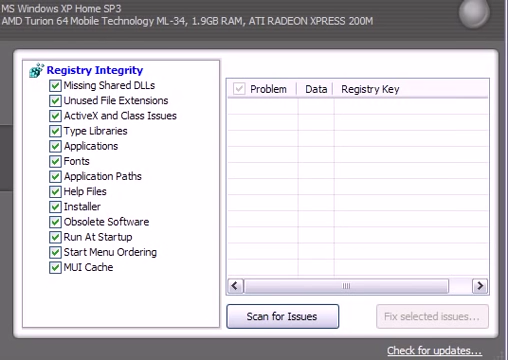 MS Windows XP Home SP3
AMD Turion 64 Mobile Technology ML-34, 1.9GB RAM, ATI RADEON XPRESS 200M
Registry Integrity
Missing Shared DLLs
Unused File Extensions
ActiveX and Class Issues
Type Libraries
Applications
Fonts
Application Paths
Help Files
Installer
Obsolete Software
Run At Startup
Start Menu Ordering
MUI Cache
Problem Data Registry Key
Scan for Issues Fix selected issues...
Check for updates...